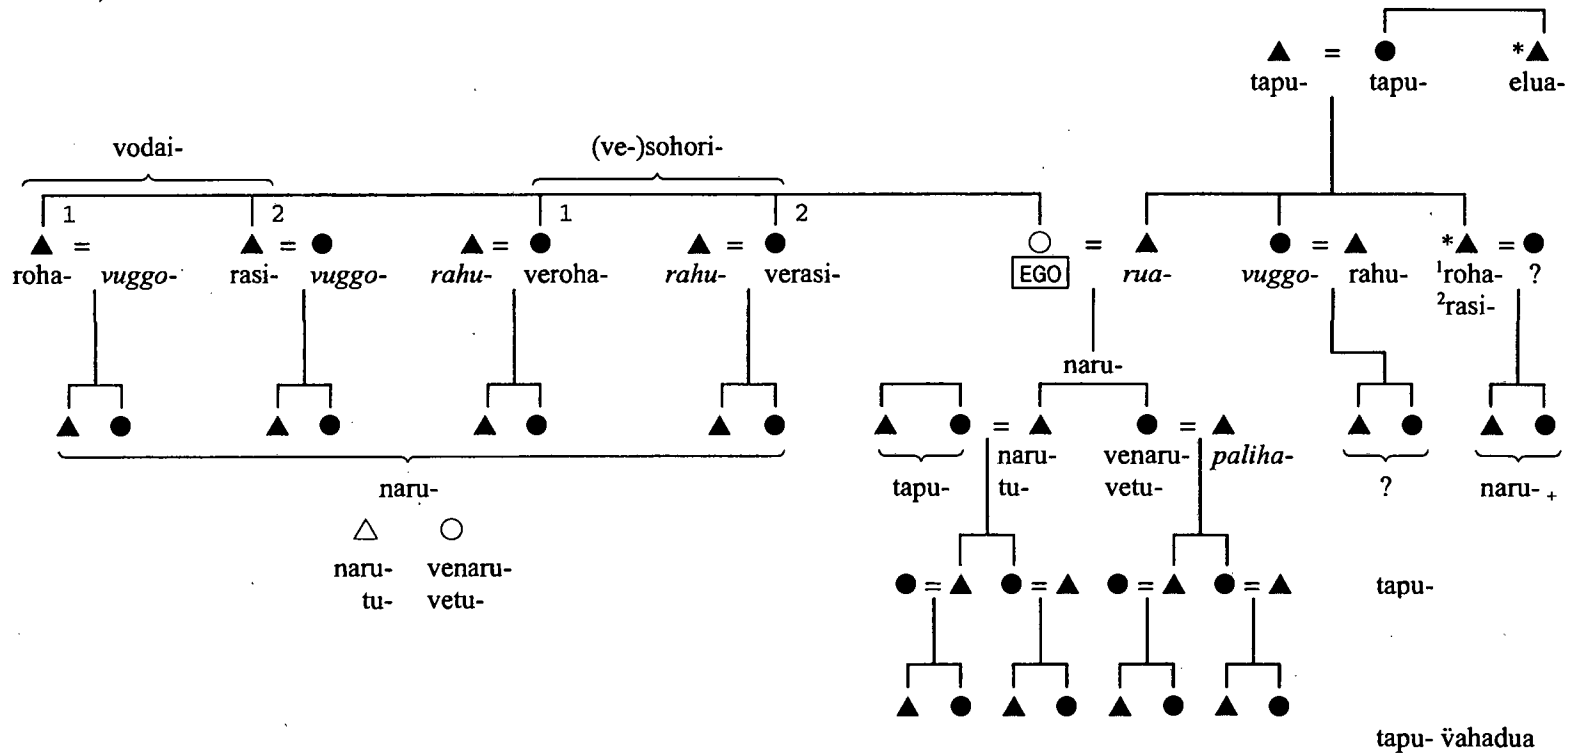 * 
tapu- = tapu- elua-
vodai- (ve-)sohori-
1 2 1 2
= = = = = = * =
roha- vuggo- rasi- vuggo- rahu- veroha- rahu- verasi- EGO rua- vuggo- rahu- ¹roha- ?
²rasi-
naru-
= =
naru- venaru- paliha-
naru- tapu- tu- vetu- ? naru- +
naru- venaru-
tu- vetu-
= = = = tapu-
tapu- v̈ahadua